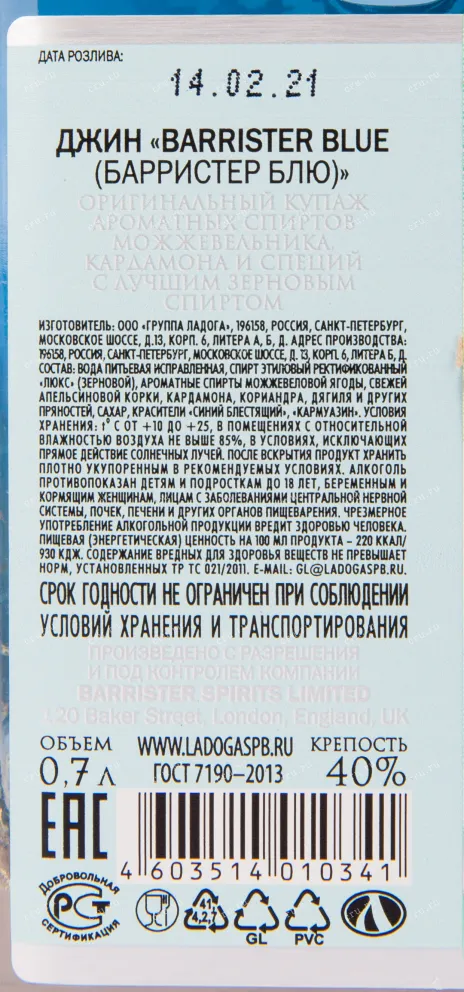 ДАТА РОЗЛИВА:
14.02.21
ДЖИН «BARRISTER BLUE
(БАРРИСТЕР БЛЮ)»
ОРИГИНАЛЬНЫЙ КУПАЖ
АРОМАТНЫХ СПИРТОВ
МОЖЖЕВЕЛЬНИКА,
КАРДАМОНА И СПЕЦИЙ
С ЛУЧШИМ ЗЕРНОВЫМ
СПИРТОМ
ИЗГОТОВИТЕЛЬ: ООО «ГРУППА ЛАДОГА», 196158, РОССИЯ, САНКТ-ПЕТЕРБУРГ,
МОСКОВСКОЕ ШОССЕ, Д.13, КОРП. 6, ЛИТЕРА А, Б, Д. АДРЕС ПРОИЗВОДСТВА:
196158, РОССИЯ, САНКТ-ПЕТЕРБУРГ, МОСКОВСКОЕ ШОССЕ, Д. 13, КОРП. 6, ЛИТЕРА Б, Д.
СОСТАВ: ВОДА ПИТЬЕВАЯ ИСПРАВЛЕННАЯ, СПИРТ ЭТИЛОВЫЙ РЕКТИФИКОВАННЫЙ
«ЛЮКС» (ЗЕРНОВОЙ), АРОМАТНЫЕ СПИРТЫ МОЖЖЕВЕЛОВОЙ ЯГОДЫ, СВЕЖЕЙ
АПЕЛЬСИНОВОЙ КОРКИ, КАРДАМОНА, КОРИАНДРА, ДЯГИЛЯ И ДРУГИХ
ПРЯНОСТЕЙ, САХАР, КРАСИТЕЛИ «СИНИЙ БЛЕСТЯЩИЙ», «КАРМУАЗИН». УСЛОВИЯ
ХРАНЕНИЯ: t° С ОТ +10 ДО +25, В ПОМЕЩЕНИЯХ С ОТНОСИТЕЛЬНОЙ
ВЛАЖНОСТЬЮ ВОЗДУХА НЕ ВЫШЕ 85%, В УСЛОВИЯХ, ИСКЛЮЧАЮЩИХ
ПРЯМОЕ ДЕЙСТВИЕ СОЛНЕЧНЫХ ЛУЧЕЙ. ПОСЛЕ ВСКРЫТИЯ ПРОДУКТ ХРАНИТЬ
ПЛОТНО УКУПОРЕННЫМ В РЕКОМЕНДУЕМЫХ УСЛОВИЯХ. АЛКОГОЛЬ
ПРОТИВОПОКАЗАН ДЕТЯМ И ПОДРОСТКАМ ДО 18 ЛЕТ, БЕРЕМЕННЫМ И
КОРМЯЩИМ ЖЕНЩИНАМ, ЛИЦАМ С ЗАБОЛЕВАНИЯМИ ЦЕНТРАЛЬНОЙ НЕРВНОЙ
СИСТЕМЫ, ПОЧЕК, ПЕЧЕНИ И ДРУГИХ ОРГАНОВ ПИЩЕВАРЕНИЯ. ЧРЕЗМЕРНОЕ
УПОТРЕБЛЕНИЕ АЛКОГОЛЬНОЙ ПРОДУКЦИИ ВРЕДИТ ЗДОРОВЬЮ ЧЕЛОВЕКА.
ПИЩЕВАЯ (ЭНЕРГЕТИЧЕСКАЯ) ЦЕННОСТЬ НА 100 МЛ ПРОДУКТА – 220 ККАЛ/
930 КДЖ. СОДЕРЖАНИЕ ВРЕДНЫХ ДЛЯ ЗДОРОВЬЯ ВЕЩЕСТВ НЕ ПРЕВЫШАЕТ
НОРМ, УСТАНОВЛЕННЫХ ТР ТС 021/2011. E-MAIL: GL@LADOGASPB.RU.
СРОК ГОДНОСТИ НЕ ОГРАНИЧЕН ПРИ СОБЛЮДЕНИИ
УСЛОВИЙ ХРАНЕНИЯ И ТРАНСПОРТИРОВАНИЯ
ПРОИЗВЕДЕНО С РАЗРЕШЕНИЯ
И ПОД КОНТРОЛЕМ КОМПАНИИ
BARRISTER SPIRITS LIMITED
120 Baker Street, London, England, UK
ОБЪЕМ WWW.LADOGASPB.RU КРЕПОСТЬ
0,7 л ГОСТ 7190–2013 40%
ЕАС
4 603514 010341
ДОБРОВОЛЬНАЯ
РСТ
СЕРТИФИКАЦИЯ
41
4,2,7
GL
PVC